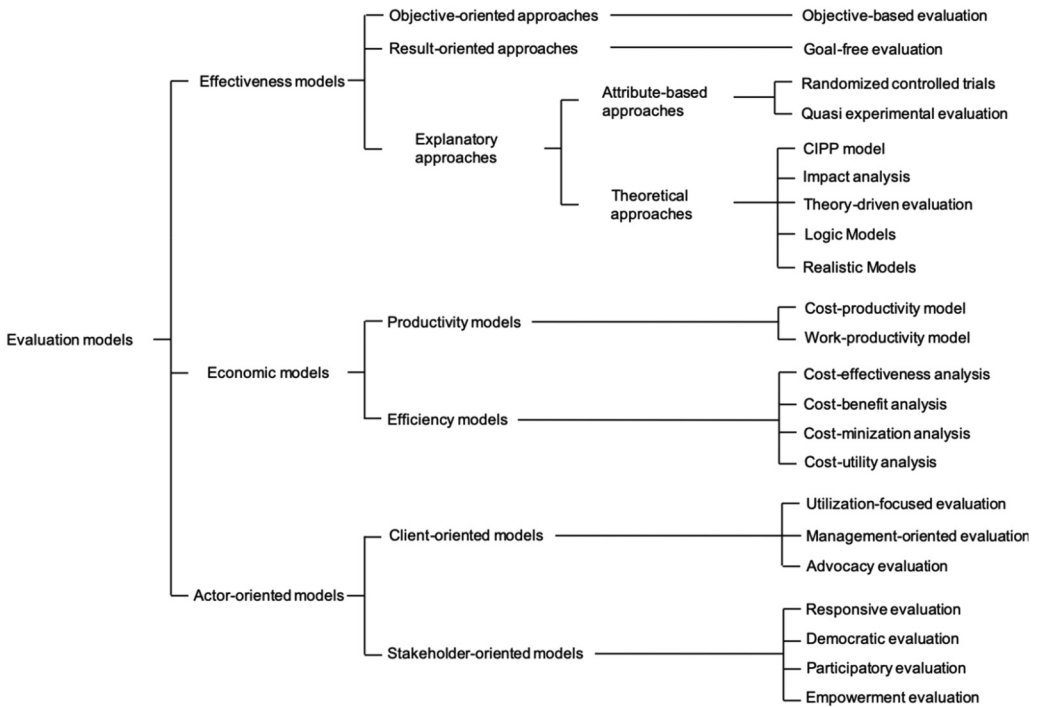 Objective-oriented approaches
Objective-based evaluation
Result-oriented approaches
Goal-free evaluation
Effectiveness models
Attribute-based
approaches
Randomized controlled trials
Quasi experimental evaluation
Explanatory
approaches
CIPP model
Impact analysis
Theoretical
approaches
Theory-driven evaluation
Logic Models
Realistic Models
Evaluation models
Productivity models
Cost-productivity model
Work-productivity model
Economic models
Cost-effectiveness analysis
Efficiency models
Cost-benefit analysis
Cost-minization analysis
Cost-utility analysis
Client-oriented models
Utilization-focused evaluation
Management-oriented evaluation
Advocacy evaluation
Actor-oriented models
Responsive evaluation
Stakeholder-oriented models
Democratic evaluation
Participatory evaluation
Empowerment evaluation